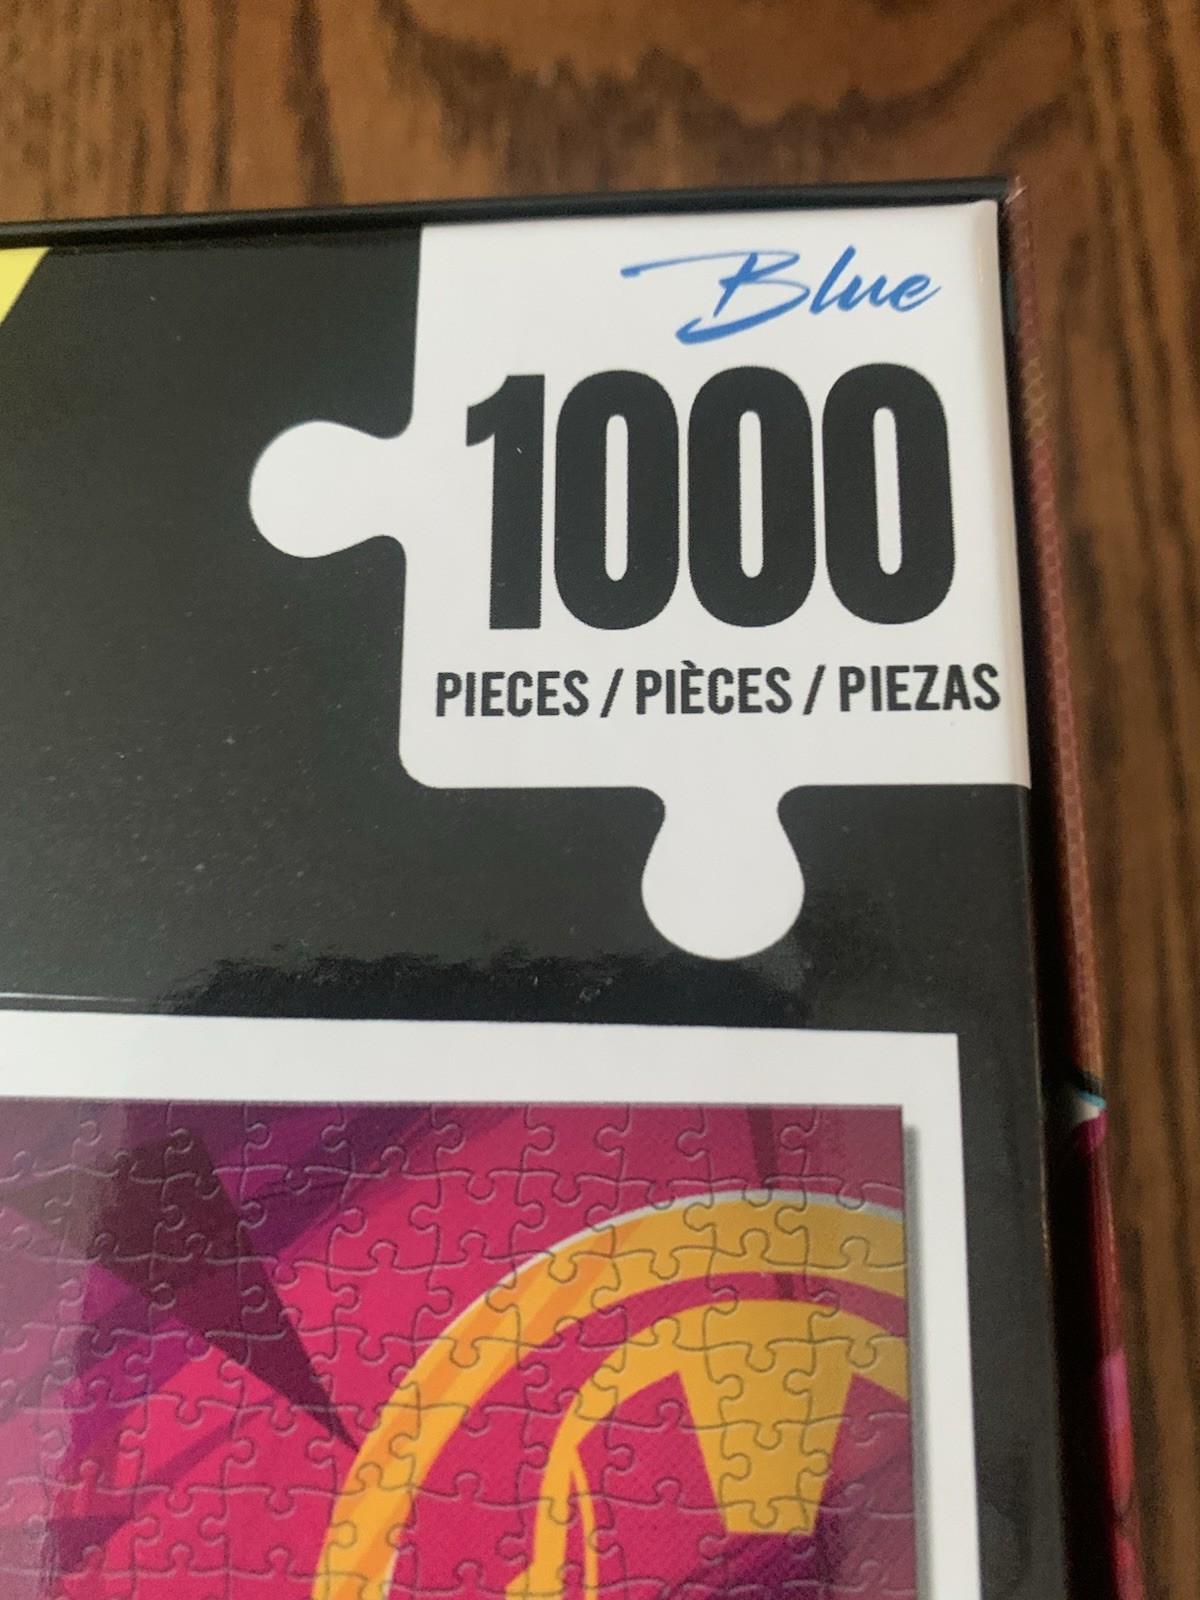 Blue
1000
PIECES / PIÈCES / PIEZAS